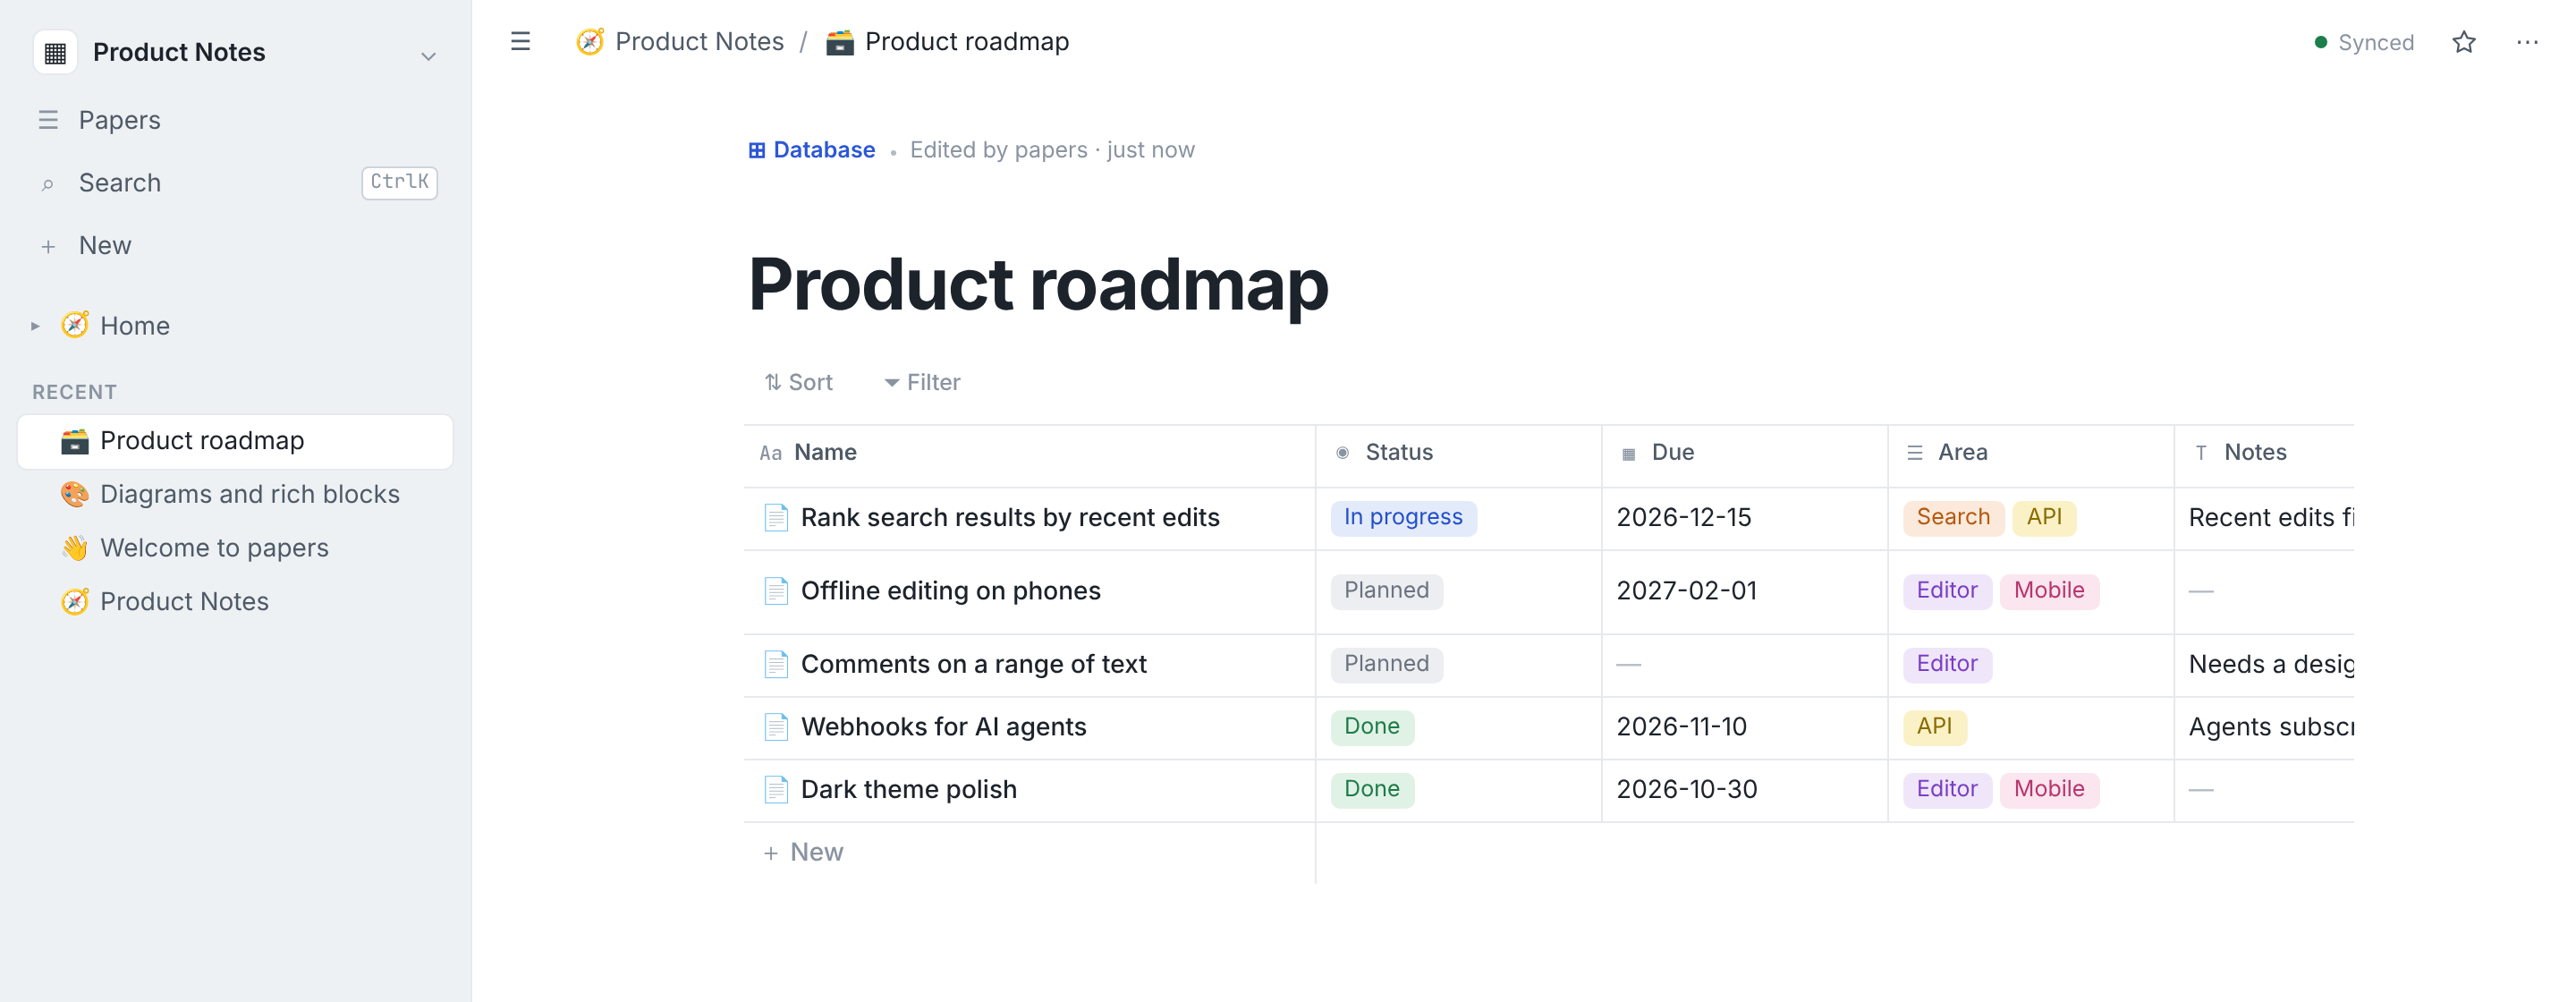 Product Notes
Papers
Search CtrlK
New
Home
RECENT
Product roadmap
Diagrams and rich blocks
Welcome to papers
Product Notes
Product Notes / Product roadmap
Synced
Database • Edited by papers · just now
Product roadmap
Sort Filter
Aa Name Status Due Area T Notes
Rank search results by recent edits In progress 2026-12-15 Search API Recent edits
Offline editing on phones Planned 2027-02-01 Editor Mobile —
Comments on a range of text Planned — Editor Needs a
Webhooks for AI agents Done 2026-11-10 API Agents
Dark theme polish Done 2026-10-30 Editor Mobile —
+ New